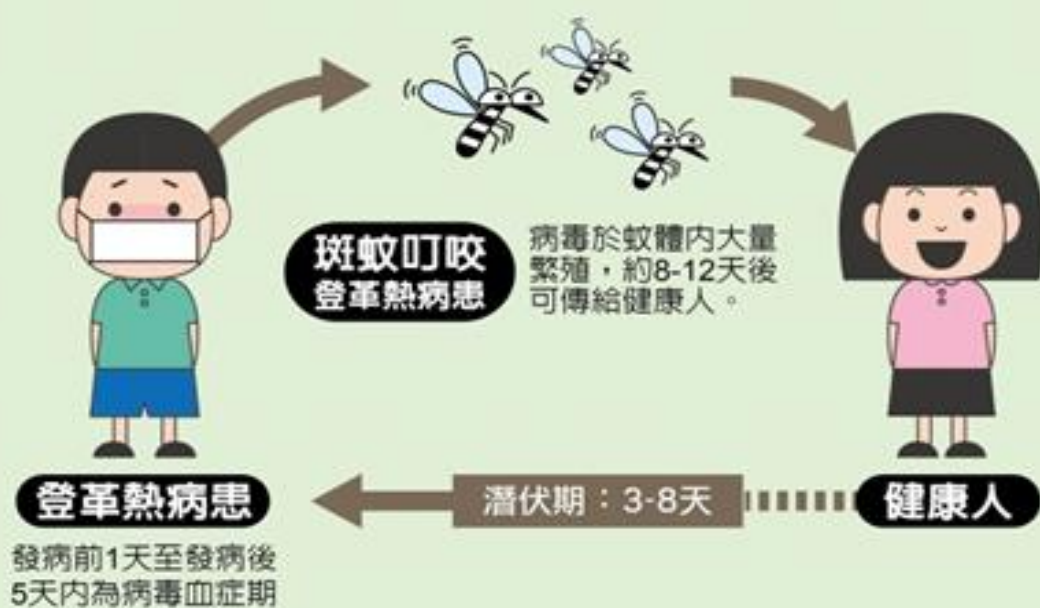 斑蚊叮咬
登革熱病患
病毒於蚊體內大量
繁殖，約8-12天後
可傳給健康人。
登革熱病患
潛伏期：3-8天
健康人
發病前1天至發病後
5天內為病毒血症期